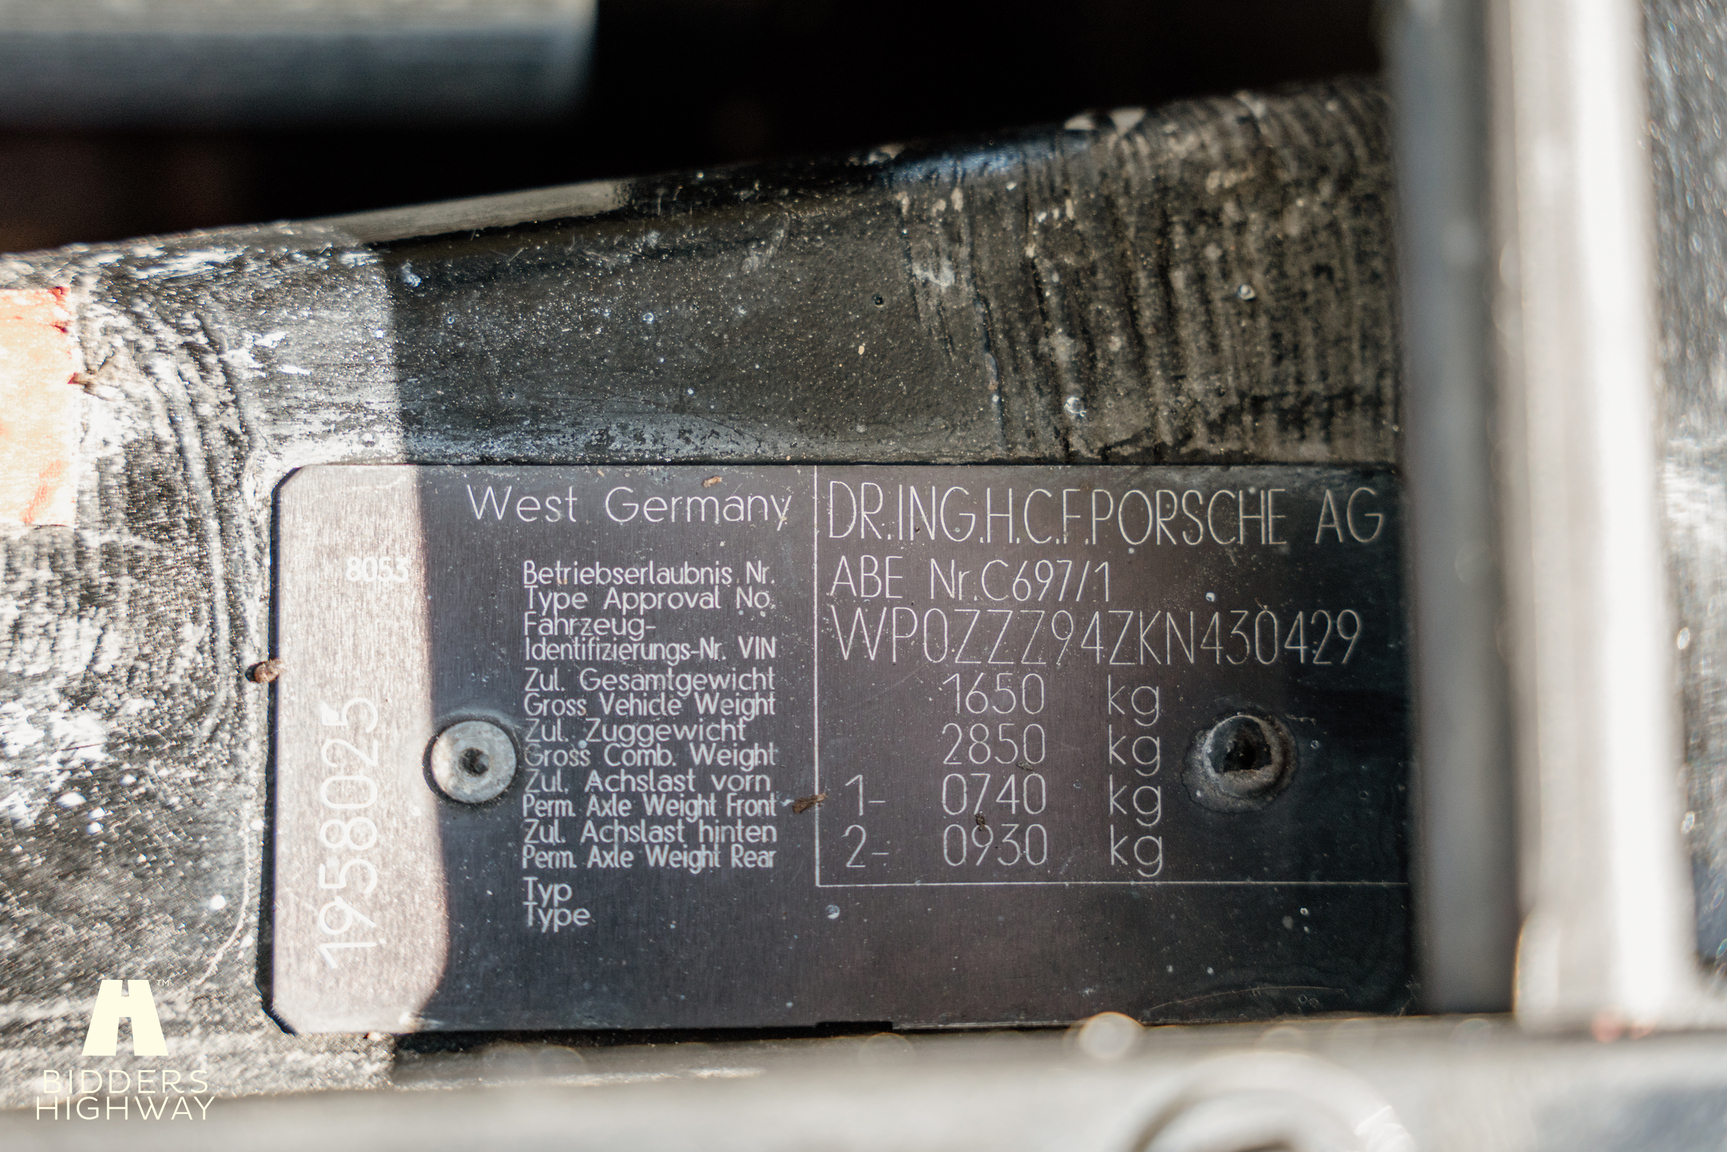 West Germany
8053
1958025
Betriebserlaubnis Nr.
Type Approval No.
Fahrzeug-
Identifizierungs-Nr. VIN
Zul. Gesamtgewicht
Gross Vehicle Weight
Zul. Zuggewicht
Gross Comb. Weight
Zul. Achslast vorn
Perm. Axle Weight Front
Zul. Achslast hinten
Perm. Axle Weight Rear
Typ
Type
DR.ING.H.C.F.PORSCHE AG
ABE Nr.C697/1
WP0ZZZ94ZKN430429
1650 kg
2850 kg
1- 0740 kg
2- 0930 kg
BIDDERS
HIGHWAY
TM